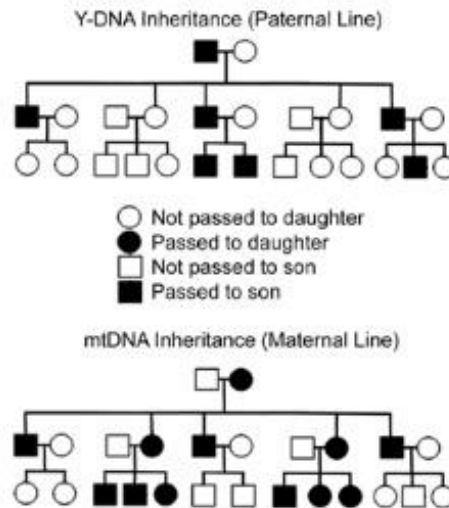 Y-DNA Inheritance (Paternal Line)
Not passed to daughter
Passed to daughter
Not passed to son
Passed to son
mtDNA Inheritance (Maternal Line)